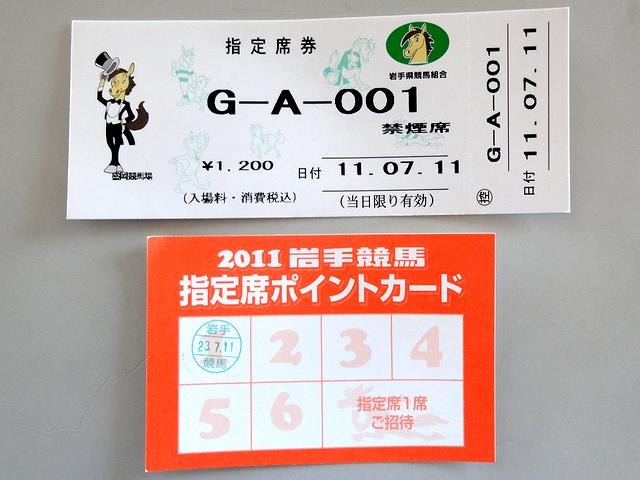 指定席券
岩手県競馬組合
G-A-001
禁煙席
盛岡競馬場
¥1,200
日付 11.07.11
(入場料・消費税込)
(当日限り有効)
G-A-001
控
日付 11.07.11
2011 岩手競馬
指定席ポイントカード
岩手
23.7.11
競馬
2
3
4
5
6
指定席1席
ご招待